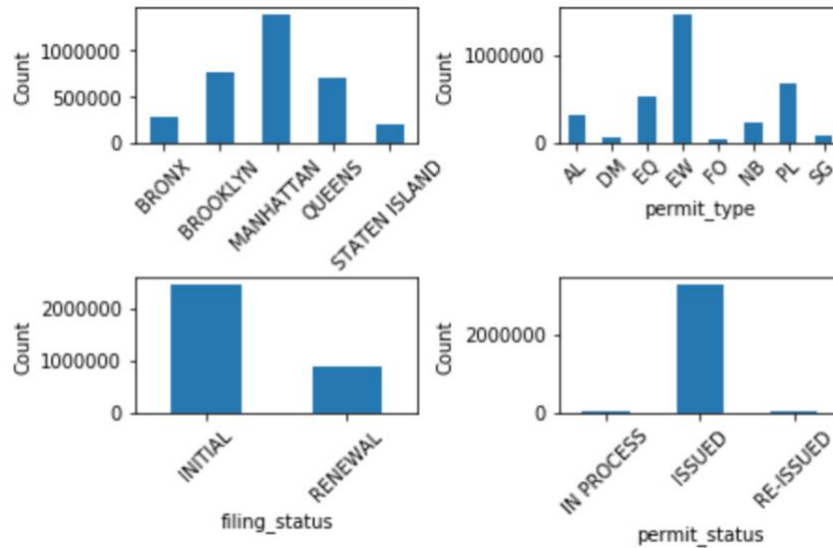 Count
1000000
500000
0
BRONX
BROOKLYN
MANHATTAN
QUEENS
STATEN ISLAND
Count
1000000
0
AL
DM
EQ
EW
FO
NB
PL
SG
permit_type
Count
2000000
1000000
0
INITIAL
RENEWAL
filing_status
Count
2000000
0
IN PROCESS
ISSUED
RE-ISSUED
permit_status